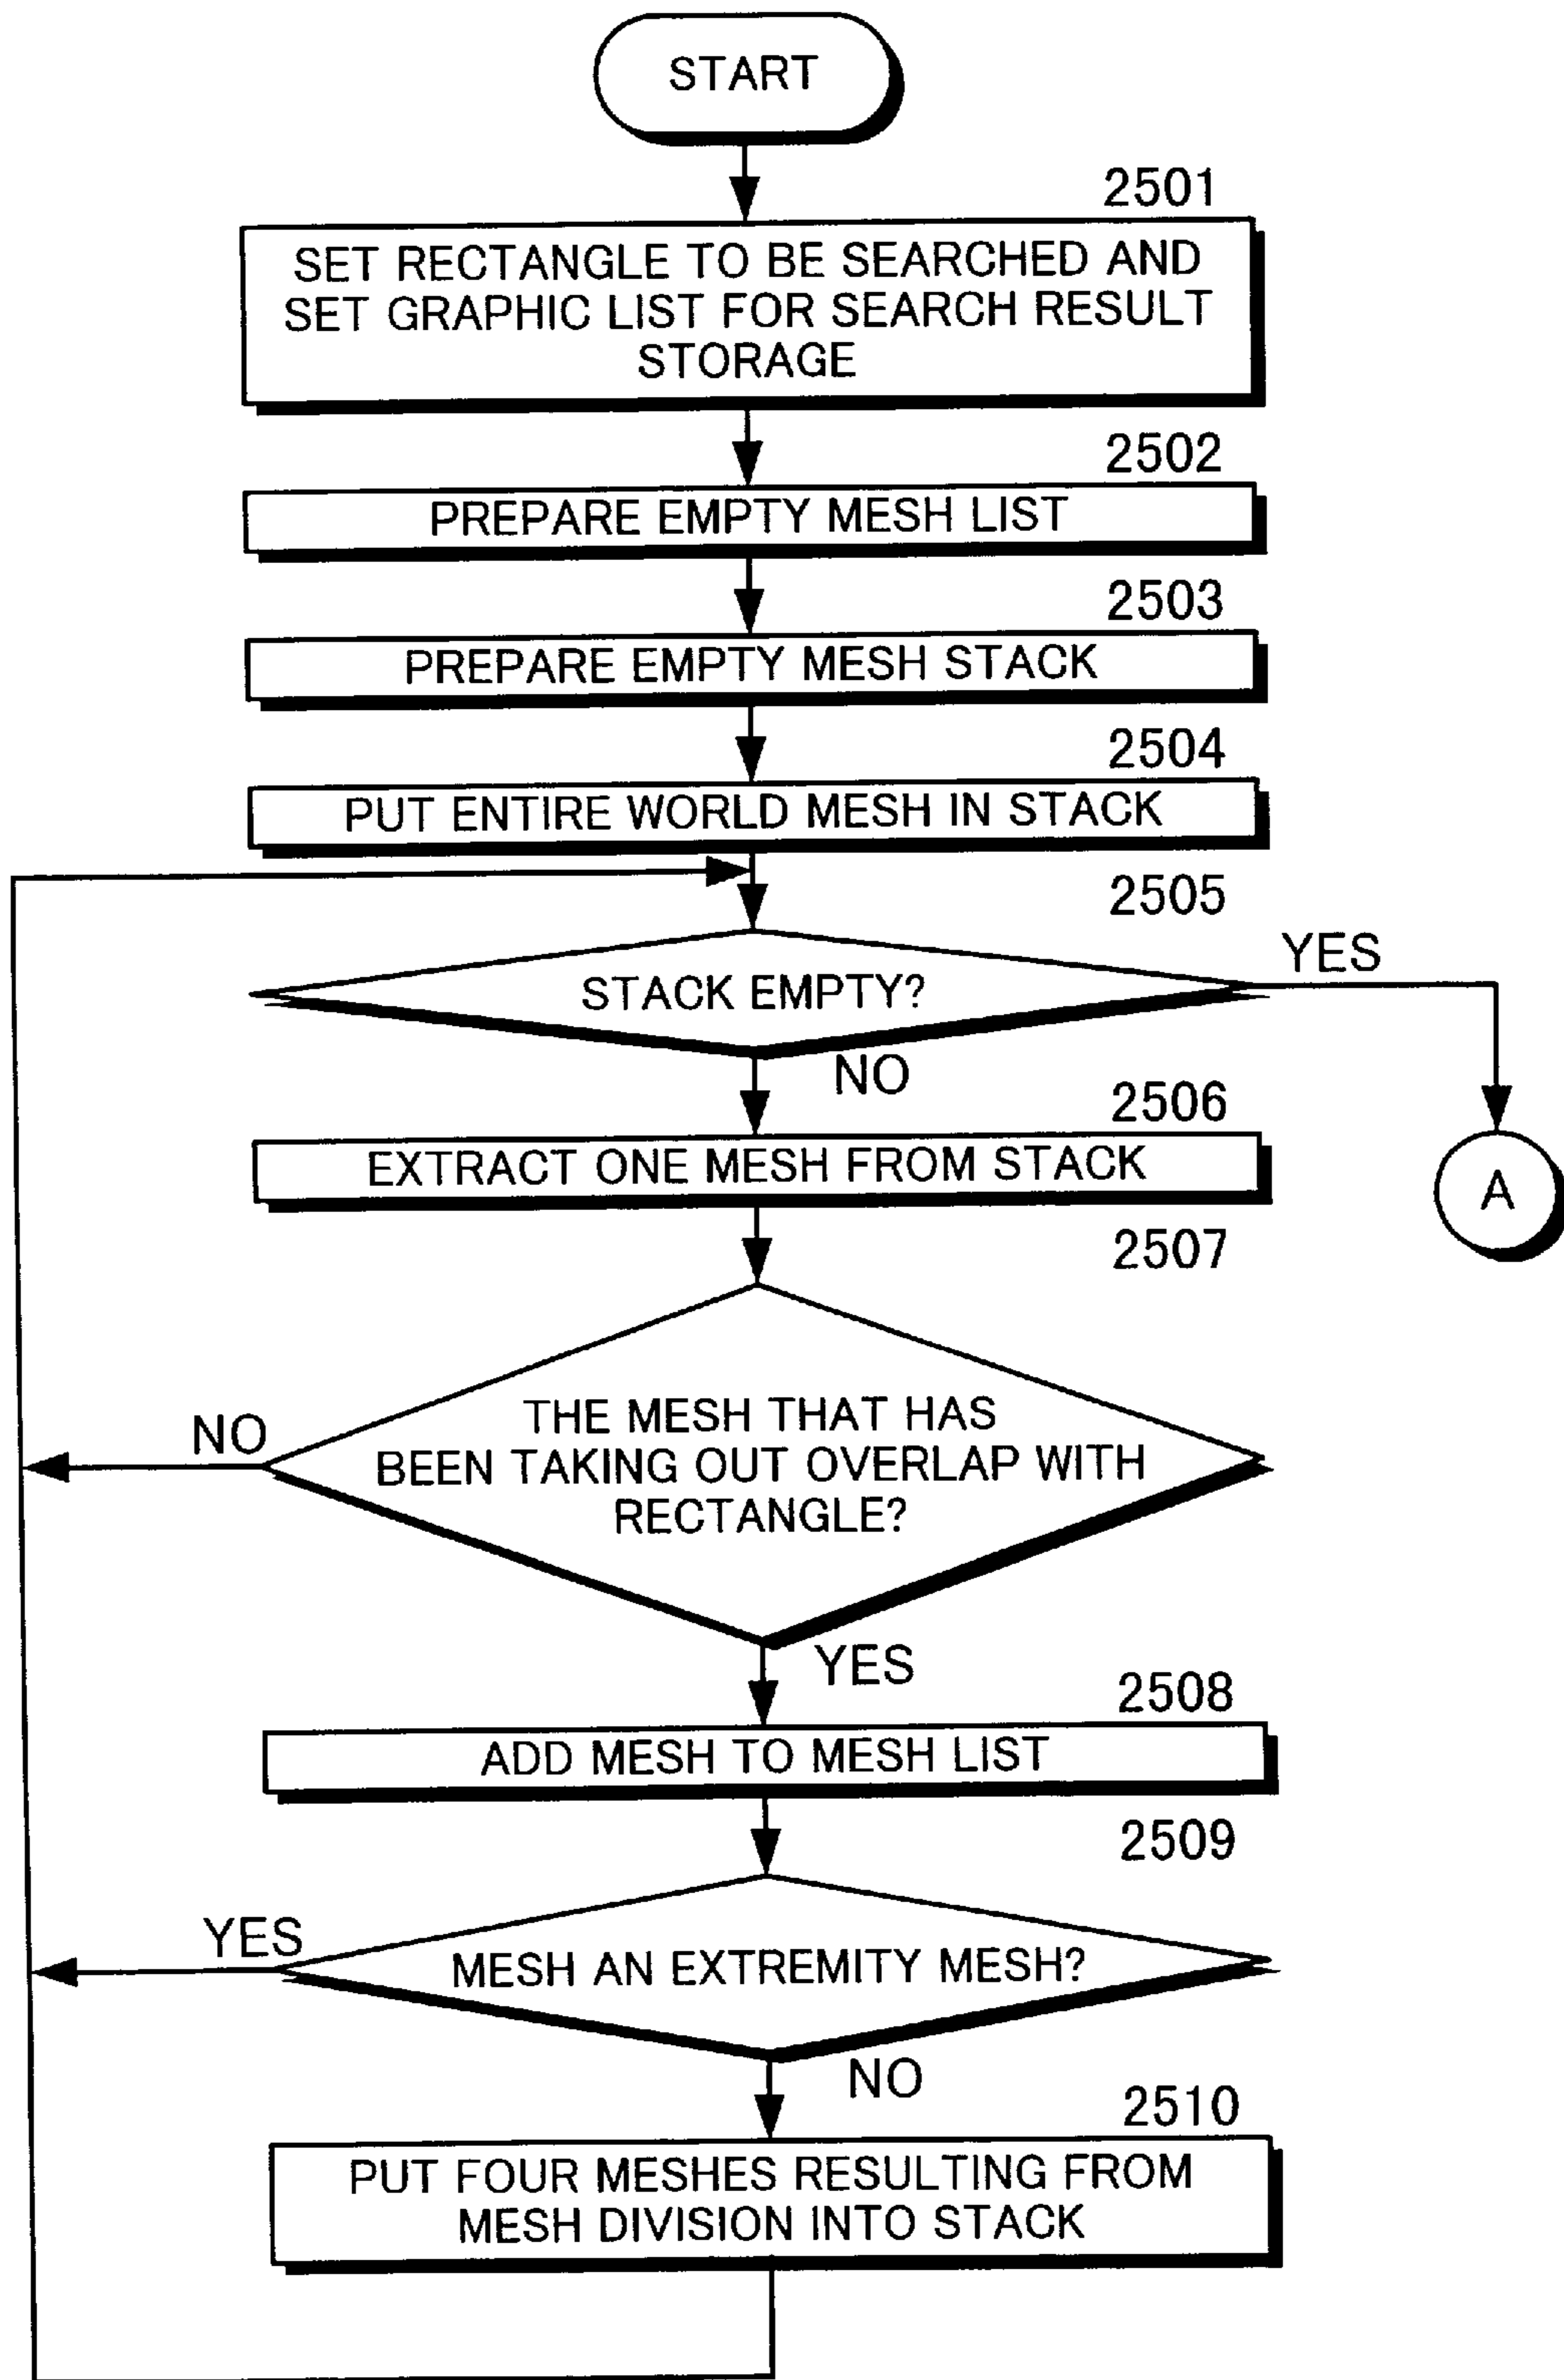 START
2501
SET RECTANGLE TO BE SEARCHED AND
SET GRAPHIC LIST FOR SEARCH RESULT
STORAGE
2502
PREPARE EMPTY MESH LIST
2503
PREPARE EMPTY MESH STACK
2504
PUT ENTIRE WORLD MESH IN STACK
2505
STACK EMPTY?
YES
NO
2506
EXTRACT ONE MESH FROM STACK
A
2507
THE MESH THAT HAS
BEEN TAKING OUT OVERLAP WITH
RECTANGLE?
NO
YES
2508
ADD MESH TO MESH LIST
2509
MESH AN EXTREMITY MESH?
YES
NO
2510
PUT FOUR MESHES RESULTING FROM
MESH DIVISION INTO STACK